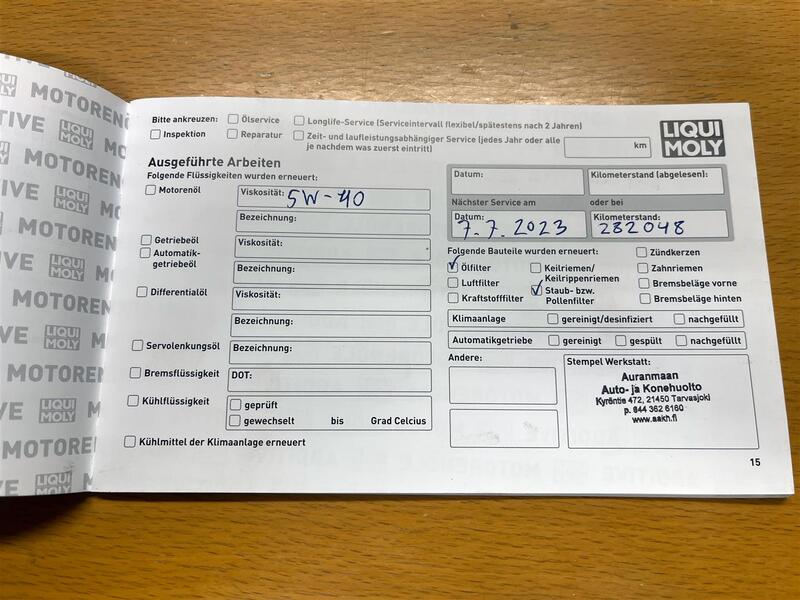 LIQUI MOLY
MOTORENÖL
Bitte ankreuzen: Ölservice Longlife-Service (Serviceintervall flexibel/spätestens nach 2 Jahren)
Inspektion Reparatur Zeit- und laufleistungsabhängiger Service (jedes Jahr oder alle km
je nachdem was zuerst eintritt)
LIQUI MOLY
Ausgeführte Arbeiten
Folgende Flüssigkeiten wurden erneuert:
Motorenöl Viskosität: 5W-40
Bezeichnung:
Getriebeöl Viskosität:
Automatik-
getriebeöl Bezeichnung:
Differentialöl Viskosität:
Bezeichnung:
Servolenkungsöl Bezeichnung:
Bremsflüssigkeit DOT:
Kühlflüssigkeit geprüft
gewechselt bis Grad Celcius
Kühlmittel der Klimaanlage erneuert
Datum: Kilometerstand (abgelesen):
Nächster Service am oder bei
Datum: 7.7.2023 Kilometerstand: 282048
Folgende Bauteile wurden erneuert: Zündkerzen
Ölfilter Keilriemen/ Zahnriemen
Keilrippenriemen
Luftfilter Staub- bzw. Bremsbeläge vorne
Kraftstofffilter Pollenfilter Bremsbeläge hinten
Klimaanlage gereinigt/desinfiziert nachgefüllt
Automatikgetriebe gereinigt gespült nachgefüllt
Andere: Stempel Werkstatt:
Auranmaan
Auto- ja Konehuolto
Kyröntie 472, 21450 Tarvasjoki
p. 044 362 6160
www.aakh.fi
15